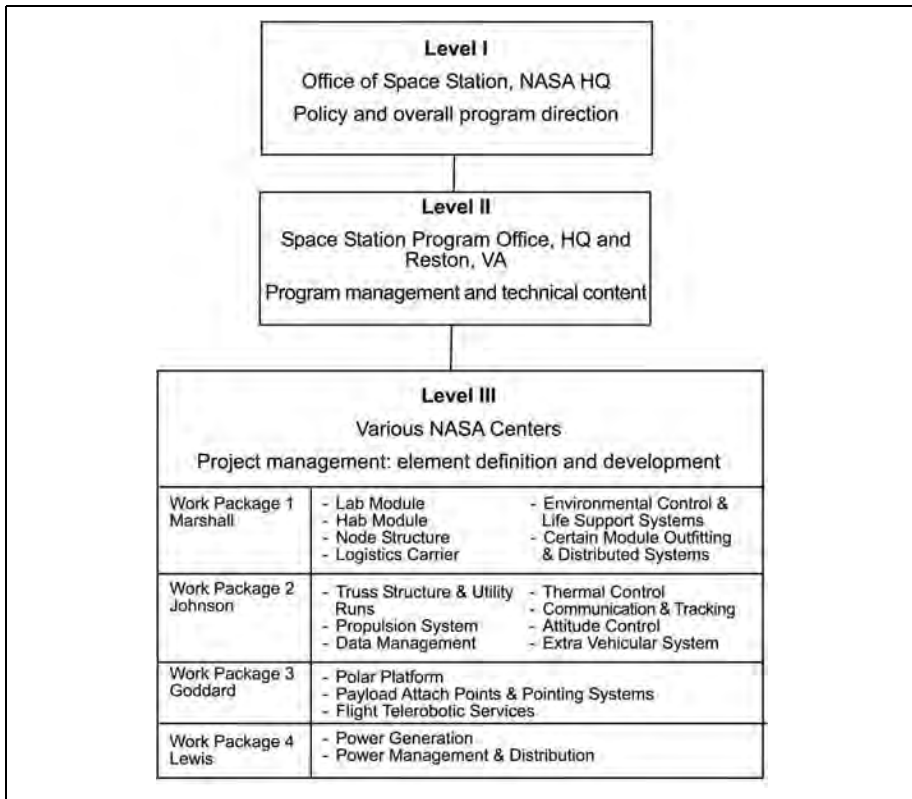 Level I
Office of Space Station, NASA HQ
Policy and overall program direction
Level II
Space Station Program Office, HQ and
Reston, VA
Program management and technical content
Level III
Various NASA Centers
Project management: element definition and development
Work Package 1
Marshall
- Lab Module
- Hab Module
- Node Structure
- Logistics Carrier
- Environmental Control &
Life Support Systems
- Certain Module Outfitting
& Distributed Systems
Work Package 2
Johnson
- Truss Structure & Utility
Runs
- Propulsion System
- Data Management
- Thermal Control
- Communication & Tracking
- Attitude Control
- Extra Vehicular System
Work Package 3
Goddard
- Polar Platform
- Payload Attach Points & Pointing Systems
- Flight Telerobotic Services
Work Package 4
Lewis
- Power Generation
- Power Management & Distribution